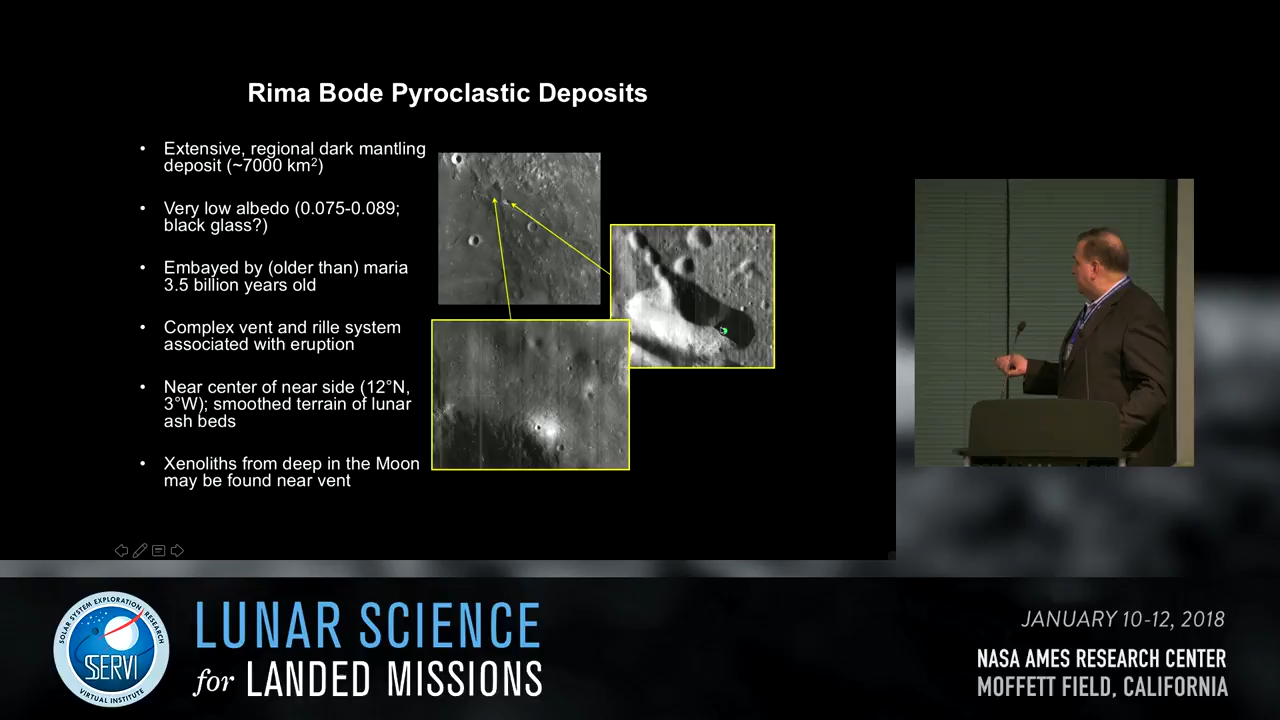 Rima Bode Pyroclastic Deposits
• Extensive, regional dark mantling
deposit (~7000 km²)
• Very low albedo (0.075-0.089;
black glass?)
• Embayed by (older than) maria
3.5 billion years old
• Complex vent and rille system
associated with eruption
• Near center of near side (12°N,
3°W); smoothed terrain of lunar
ash beds
• Xenoliths from deep in the Moon
may be found near vent
SOLAR SYSTEM EXPLORATION RESEARCH
SSERVI
VIRTUAL INSTITUTE
LUNAR SCIENCE
for LANDED MISSIONS
JANUARY 10-12, 2018
NASA AMES RESEARCH CENTER
MOFFETT FIELD, CALIFORNIA